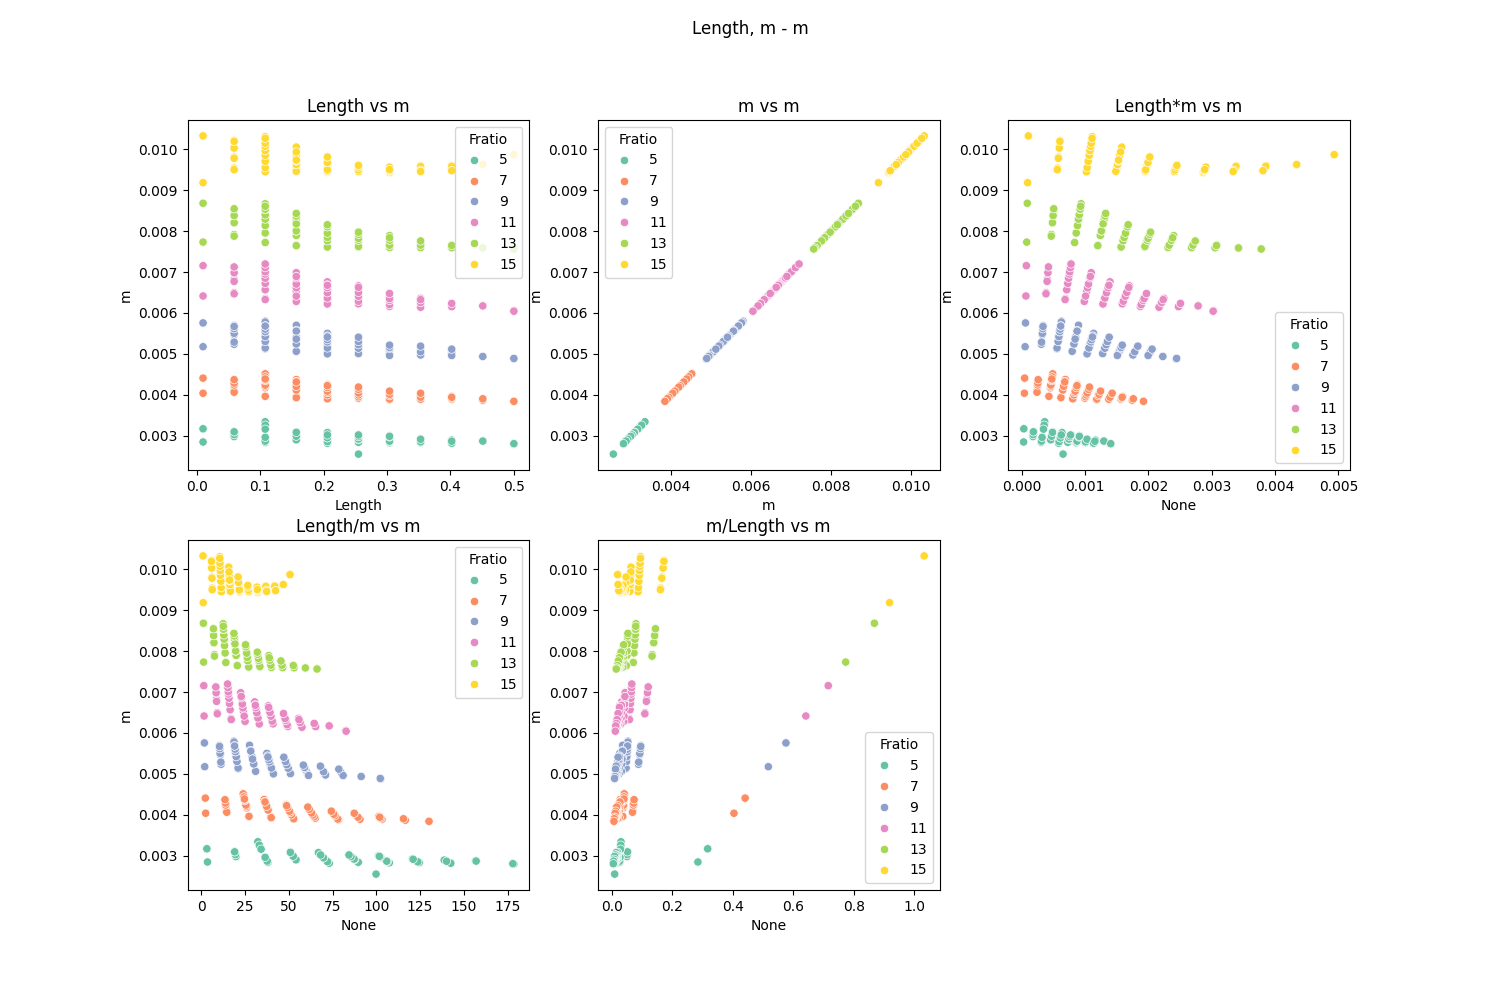 Length, m - m
Length vs m
m
0.010
0.009
0.008
0.007
0.006
0.005
0.004
0.003
0.0 0.1 0.2 0.3 0.4 0.5
Length
Fratio
5
7
9
11
13
15
m vs m
m
0.010
0.009
0.008
0.007
0.006
0.005
0.004
0.003
0.004 0.006 0.008 0.010
m
Fratio
5
7
9
11
13
15
Length*m vs m
m
0.010
0.009
0.008
0.007
0.006
0.005
0.004
0.003
0.000 0.001 0.002 0.003 0.004 0.005
None
Fratio
5
7
9
11
13
15
Length/m vs m
m
0.010
0.009
0.008
0.007
0.006
0.005
0.004
0.003
0 25 50 75 100 125 150 175
None
Fratio
5
7
9
11
13
15
m/Length vs m
m
0.010
0.009
0.008
0.007
0.006
0.005
0.004
0.003
0.0 0.2 0.4 0.6 0.8 1.0
None
Fratio
5
7
9
11
13
15